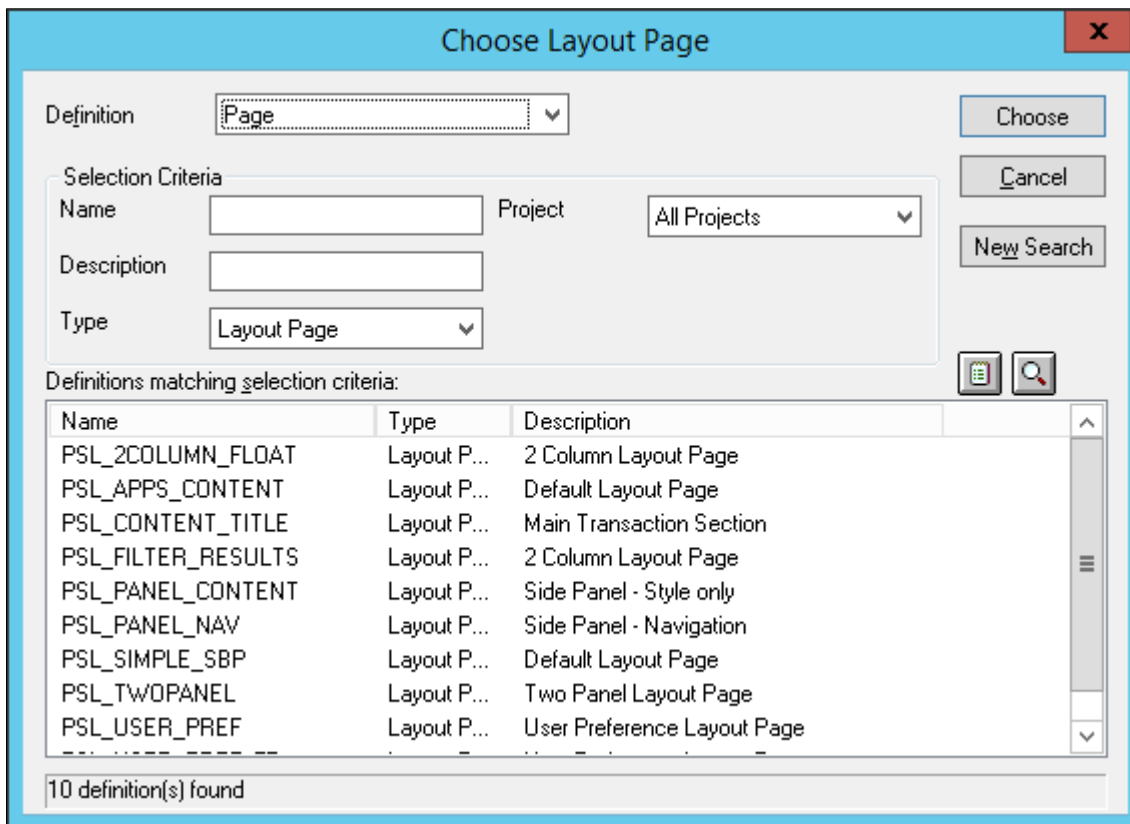 Choose Layout Page
x
Definition Page Choose
Selection Criteria Cancel
Name Project All Projects
New Search
Description
Type Layout Page
Definitions matching selection criteria:
Name Type Description
PSL_2COLUMN_FLOAT Layout P... 2 Column Layout Page
PSL_APPS_CONTENT Layout P... Default Layout Page
PSL_CONTENT_TITLE Layout P... Main Transaction Section
PSL_FILTER_RESULTS Layout P... 2 Column Layout Page
PSL_PANEL_CONTENT Layout P... Side Panel - Style only
PSL_PANEL_NAV Layout P... Side Panel - Navigation
PSL_SIMPLE_SBP Layout P... Default Layout Page
PSL_TWOPANEL Layout P... Two Panel Layout Page
PSL_USER_PREF Layout P... User Preference Layout Page
10 definition(s) found